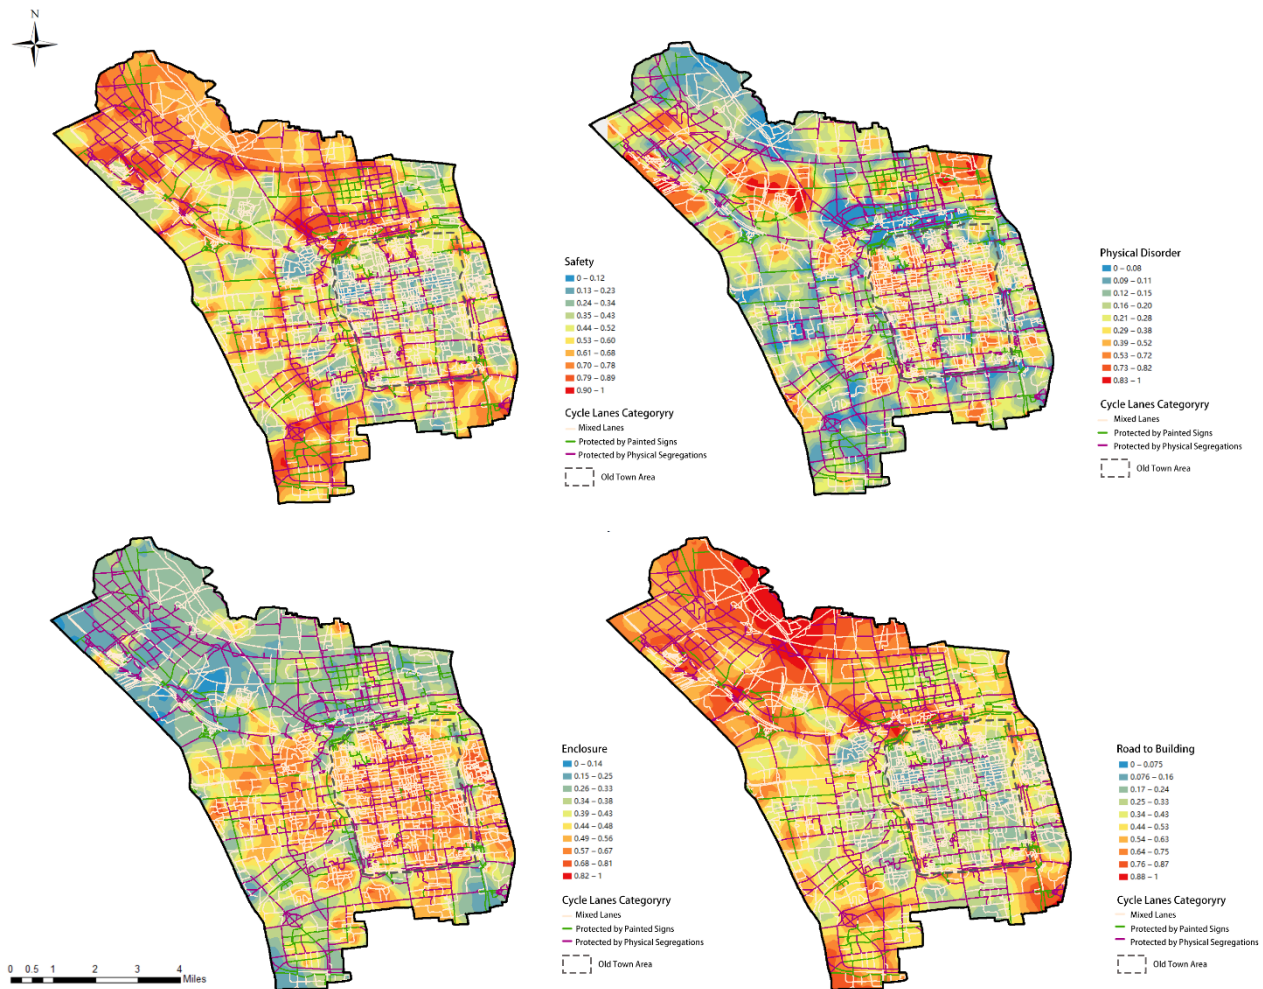 N
Safety
0 – 0.12
0.13 – 0.23
0.24 – 0.34
0.35 – 0.43
0.44 – 0.52
0.53 – 0.60
0.61 – 0.68
0.70 – 0.78
0.79 – 0.89
0.90 – 1
Cycle Lanes Categoryry
Mixed Lanes
Protected by Painted Signs
Protected by Physical Segregations
Old Town Area
Physical Disorder
0 – 0.08
0.09 – 0.11
0.12 – 0.15
0.16 – 0.20
0.21 – 0.28
0.29 – 0.38
0.39 – 0.52
0.53 – 0.72
0.73 – 0.82
0.83 – 1
Cycle Lanes Categoryry
Mixed Lanes
Protected by Painted Signs
Protected by Physical Segregations
Old Town Area
Enclosure
0 – 0.14
0.15 – 0.25
0.26 – 0.33
0.34 – 0.38
0.39 – 0.43
0.44 – 0.48
0.49 – 0.56
0.57 – 0.67
0.68 – 0.81
0.82 – 1
Cycle Lanes Categoryry
Mixed Lanes
Protected by Painted Signs
Protected by Physical Segregations
Old Town Area
Road to Building
0 – 0.075
0.076 – 0.16
0.17 – 0.24
0.25 – 0.33
0.34 – 0.43
0.44 – 0.53
0.54 – 0.63
0.64 – 0.75
0.76 – 0.87
0.88 – 1
Cycle Lanes Categoryry
Mixed Lanes
Protected by Painted Signs
Protected by Physical Segregations
Old Town Area
0 0.5 1 2 3 4
Miles